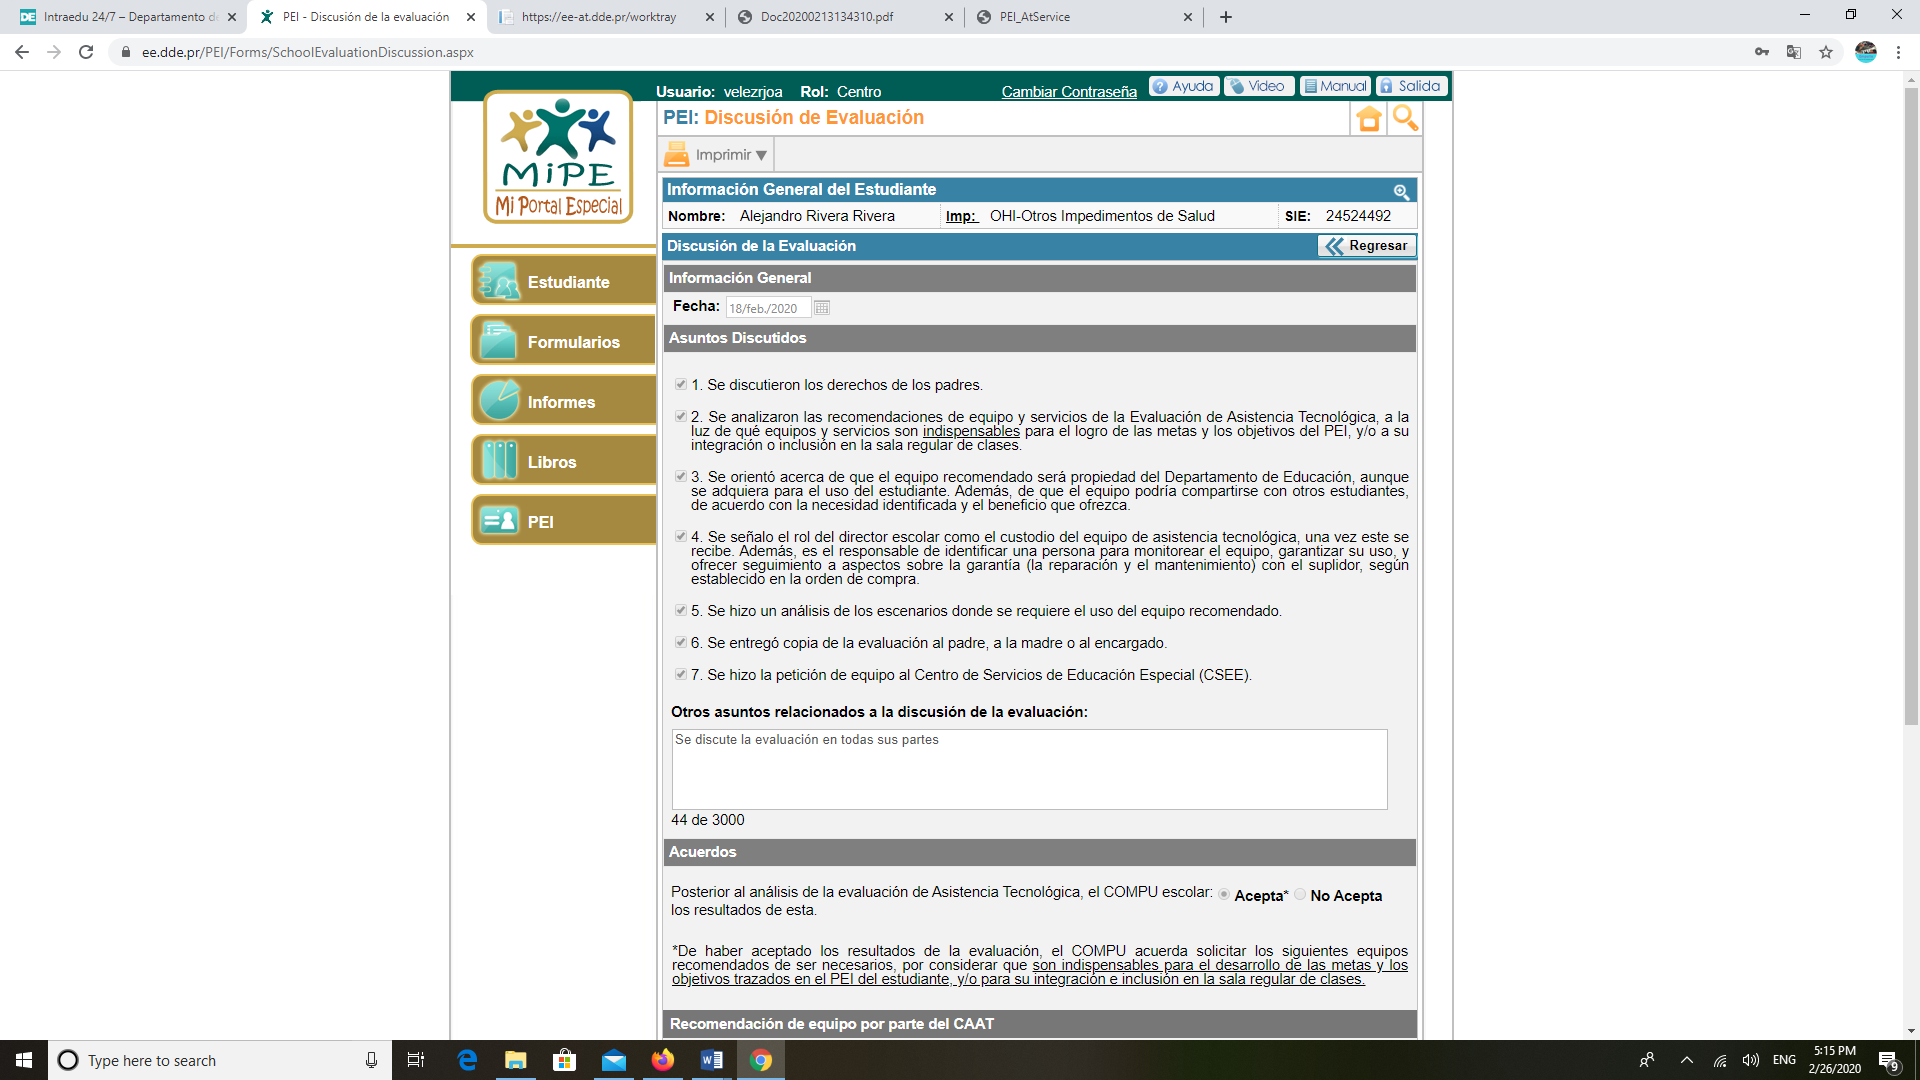 Intraedu 24/7 – Departamento d
PEI - Discusión de la evaluación
https://ee-at.dde.pr/worktray
Doc20200213134310.pdf
PEI_AtService
ee.dde.pr/PEI/Forms/SchoolEvaluationDiscussion.aspx
Usuario: velezrjoa Rol: Centro Cambiar Contraseña Ayuda Video Manual Salida
MiPE
Mi Portal Especial
PEI: Discusión de Evaluación
Imprimir
Información General del Estudiante
Nombre: Alejandro Rivera Rivera Imp: OHI-Otros Impedimentos de Salud SIE: 24524492
Discusión de la Evaluación Regresar
Estudiante
Formularios
Informes
Libros
PEI
Información General
Fecha: 18/feb./2020
Asuntos Discutidos
1. Se discutieron los derechos de los padres.
2. Se analizaron las recomendaciones de equipo y servicios de la Evaluación de Asistencia Tecnológica, a la
luz de qué equipos y servicios son indispensables para el logro de las metas y los objetivos del PEI, y/o a su
integración o inclusión en la sala regular de clases.
3. Se orientó acerca de que el equipo recomendado será propiedad del Departamento de Educación, aunque
se adquiera para el uso del estudiante. Además, de que el equipo podría compartirse con otros estudiantes,
de acuerdo con la necesidad identificada y el beneficio que ofrezca.
4. Se señalo el rol del director escolar como el custodio del equipo de asistencia tecnológica, una vez este se
recibe. Además, es el responsable de identificar una persona para monitorear el equipo, garantizar su uso, y
ofrecer seguimiento a aspectos sobre la garantía (la reparación y el mantenimiento) con el suplidor, según
establecido en la orden de compra.
5. Se hizo un análisis de los escenarios donde se requiere el uso del equipo recomendado.
6. Se entregó copia de la evaluación al padre, a la madre o al encargado.
7. Se hizo la petición de equipo al Centro de Servicios de Educación Especial (CSEE).
Otros asuntos relacionados a la discusión de la evaluación:
Se discute la evaluación en todas sus partes
44 de 3000
Acuerdos
Posterior al análisis de la evaluación de Asistencia Tecnológica, el COMPU escolar: Acepta* No Acepta
los resultados de esta.
*De haber aceptado los resultados de la evaluación, el COMPU acuerda solicitar los siguientes equipos
recomendados de ser necesarios, por considerar que son indispensables para el desarrollo de las metas y los
objetivos trazados en el PEI del estudiante, y/o para su integración e inclusión en la sala regular de clases.
Recomendación de equipo por parte del CAAT
Type here to search
ENG
5:15 PM
2/26/2020
9